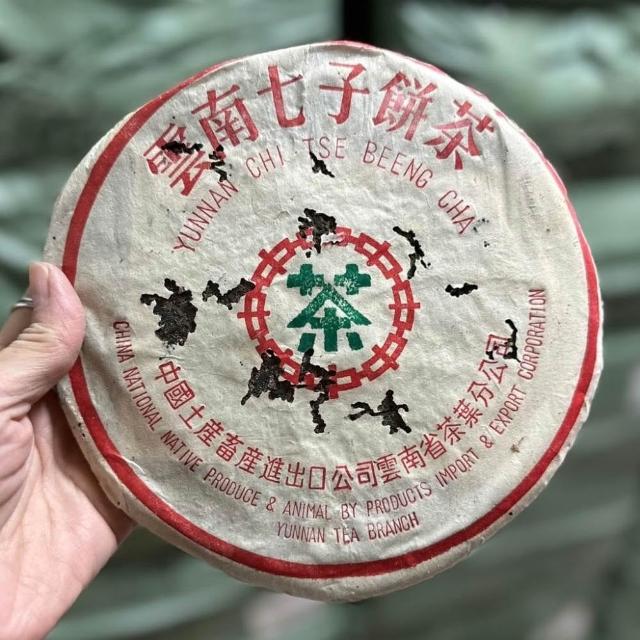 雲南七子餅茶
YUNNAN CHI TSE BEENG CHA
茶
中國土産畜産進出口公司雲南省茶葉分公司
CHINA NATIONAL NATIVE PRODUCE & ANIMAL BY PRODUCTS IMPORT & EXPORT CORPORATION
YUNNAN TEA BRANCH